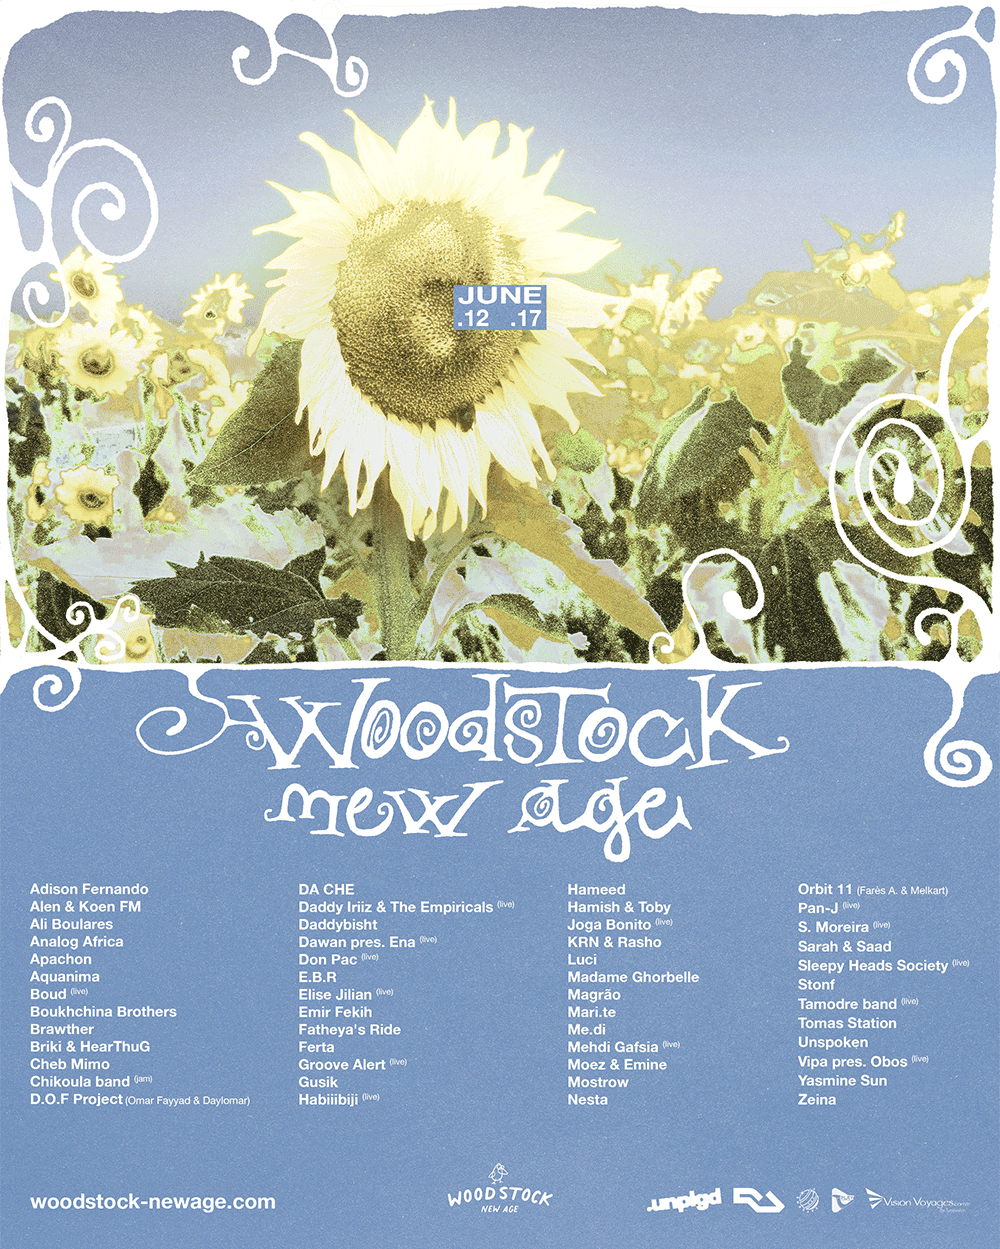 JUNE
.12 .17
Woodstock
new age
Adison Fernando
Alen & Koen FM
Ali Boulares
Analog Africa
Apachon
Aquanima
Boud (live)
Boukhchina Brothers
Brawther
Briki & HearThuG
Cheb Mimo
Chikoula band (jam)
D.O.F Project (Omar Fayyad & Daylomar)
DA CHE
Daddy Iriiz & The Empiricals (live)
Daddybisht
Dawan pres. Ena (live)
Don Pac (live)
E.B.R
Elise Jilian (live)
Emir Fekih
Fatheya's Ride
Ferta
Groove Alert (live)
Gusik
Habiiibiji (live)
Hameed
Hamish & Toby
Joga Bonito (live)
KRN & Rasho
Luci
Madame Ghorbelle
Magrão
Mari.te
Me.di
Mehdi Gafsia (live)
Moez & Emine
Mostrow
Nesta
Orbit 11 (Farès A. & Melkart)
Pan-J (live)
S. Moreira (live)
Sarah & Saad
Sleepy Heads Society (live)
Stonf
Tamodre band (live)
Tomas Station
Unspoken
Vipa pres. Obos (live)
Yasmine Sun
Zeina
woodstock-newage.com
WOODSTOCK
NEW AGE
.unplgd
RA
Vision Voyages